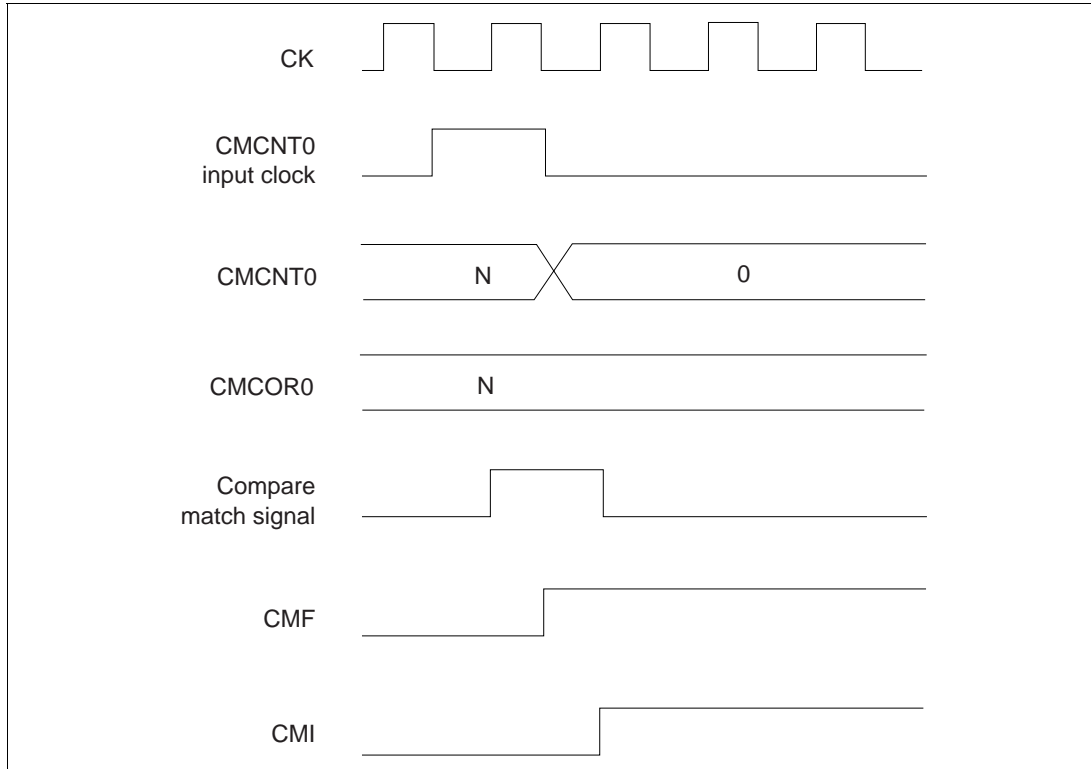 CK
CMCNT0
input clock
CMCNT0
N
0
CMCOR0
N
Compare
match signal
CMF
CMI